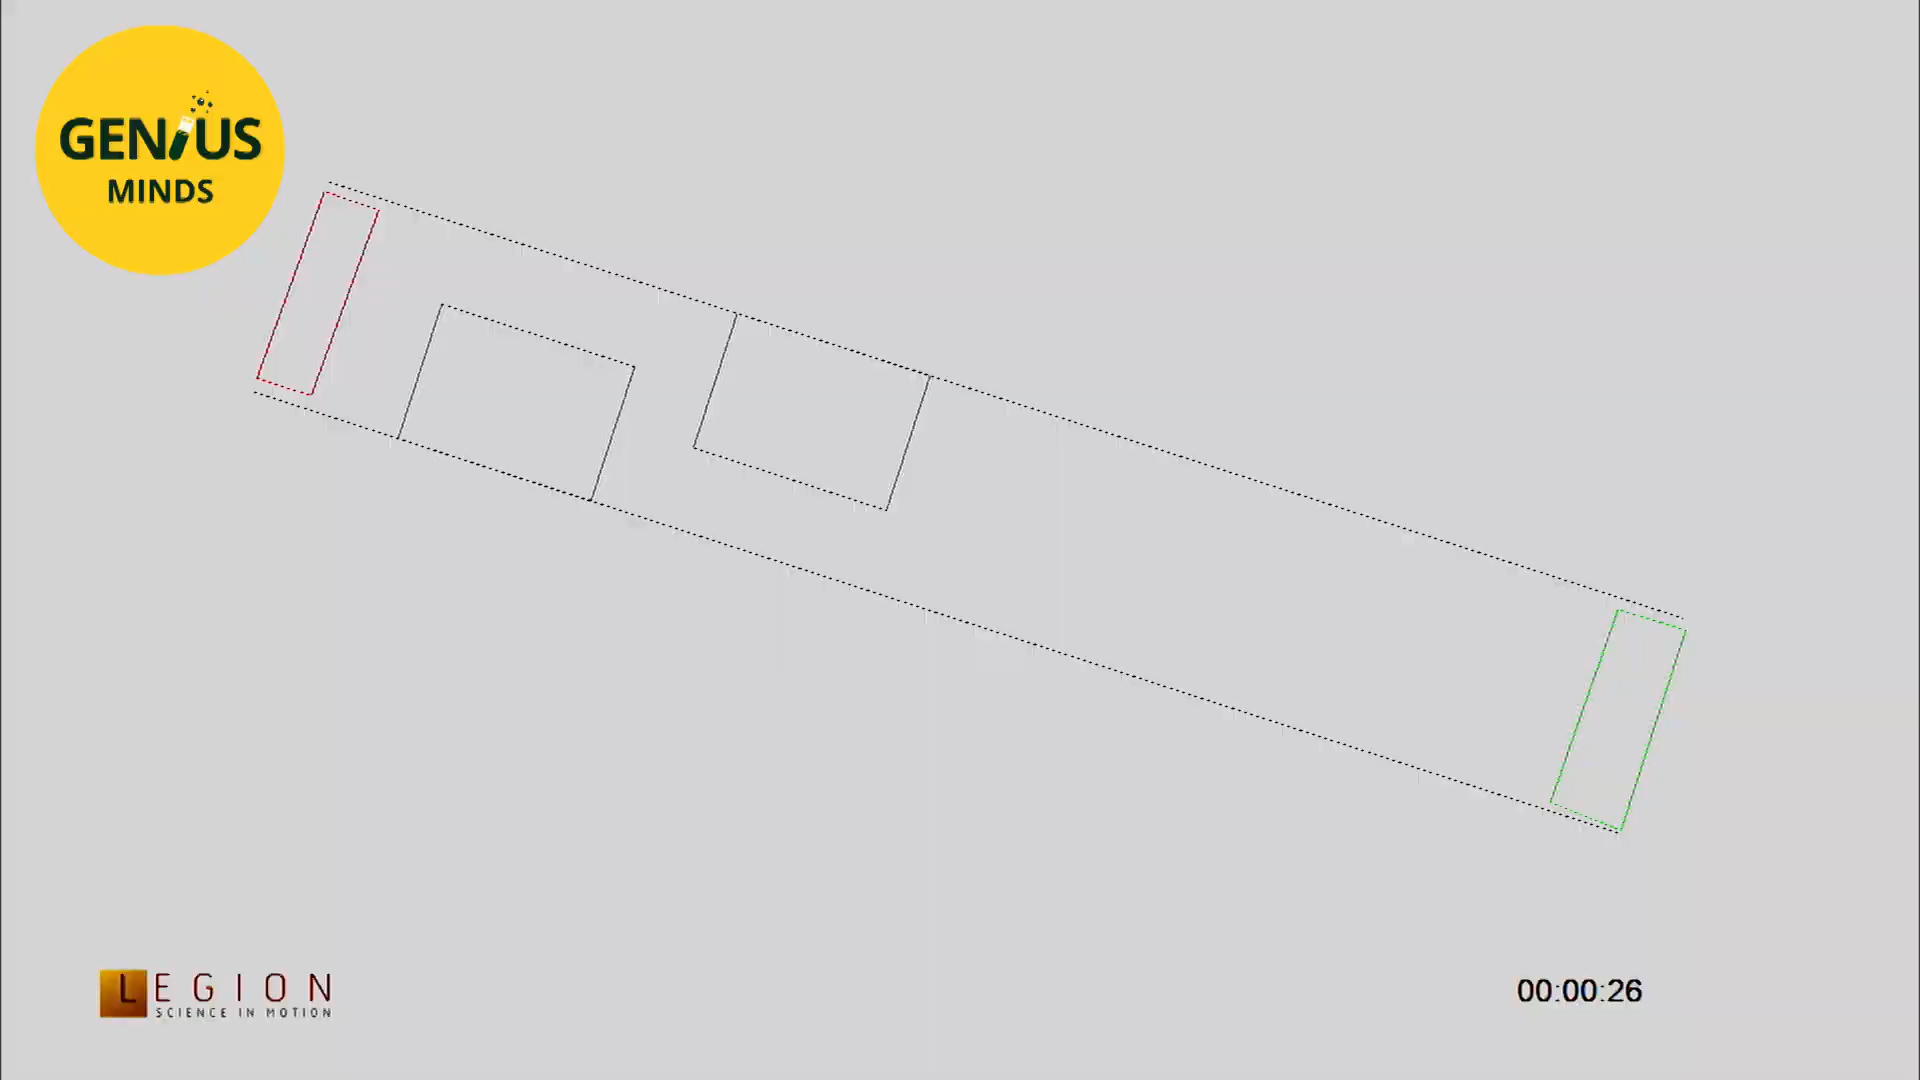 GENIUS
MINDS
LEGION
SCIENCE IN MOTION
00:00:26